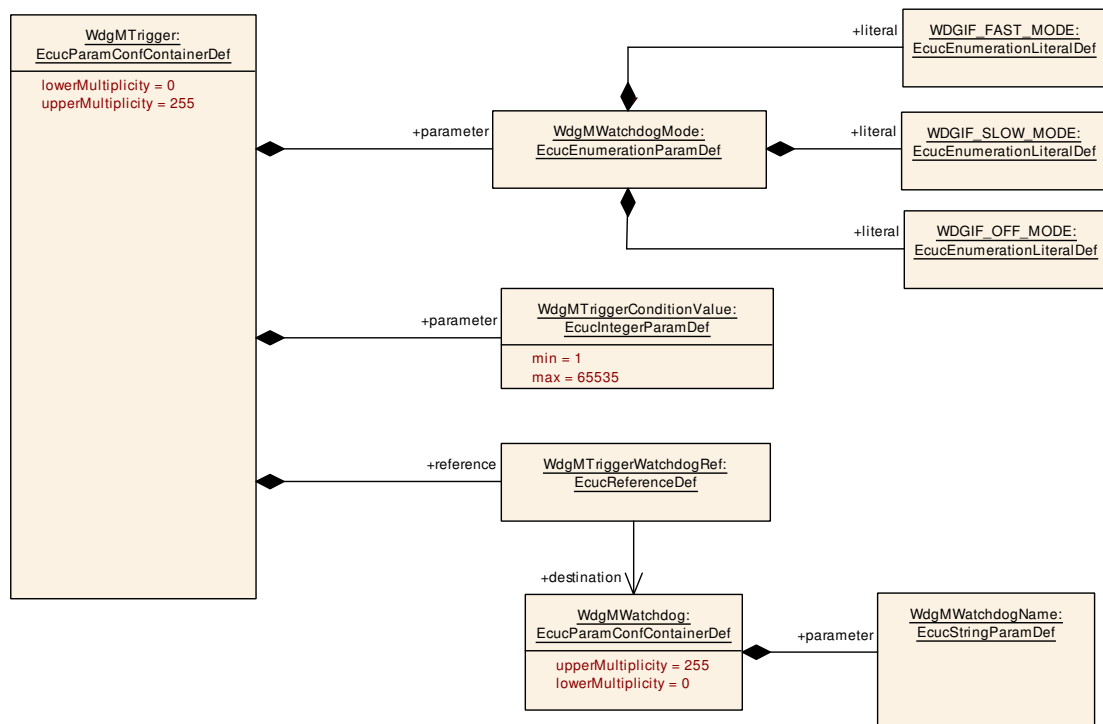 WdgMTrigger:
EcucParamConfContainerDef
lowerMultiplicity = 0
upperMultiplicity = 255
+literal
WDGIF_FAST_MODE:
EcucEnumerationLiteralDef
+parameter
WdgMWatchdogMode:
EcucEnumerationParamDef
+literal
WDGIF_SLOW_MODE:
EcucEnumerationLiteralDef
+literal
WDGIF_OFF_MODE:
EcucEnumerationLiteralDef
+parameter
WdgMTriggerConditionValue:
EcucIntegerParamDef
min = 1
max = 65535
+reference
WdgMTriggerWatchdogRef:
EcucReferenceDef
+destination
WdgMWatchdog:
EcucParamConfContainerDef
upperMultiplicity = 255
lowerMultiplicity = 0
+parameter
WdgMWatchdogName:
EcucStringParamDef